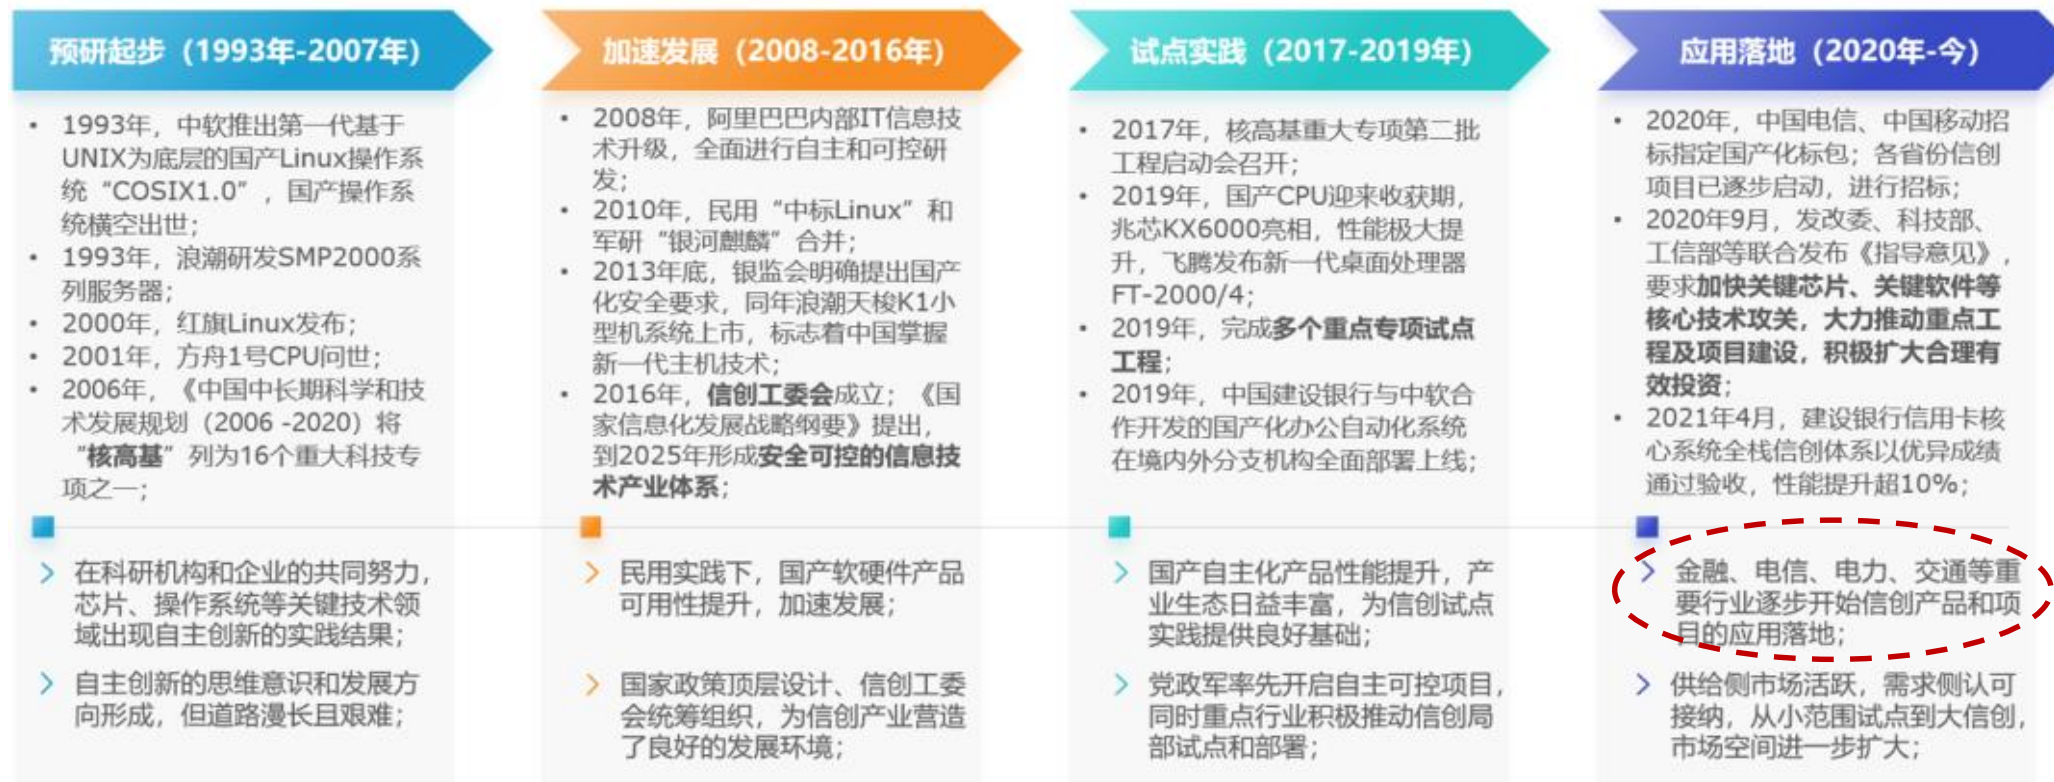 预研起步（1993年-2007年）
• 1993年，中软推出第一代基于
UNIX为底层的国产Linux操作系
统“COSIX1.0”，国产操作系
统横空出世；
• 1993年，浪潮研发SMP2000系
列服务器；
• 2000年，红旗Linux发布；
• 2001年，方舟1号CPU问世；
• 2006年，《中国中长期科学和技
术发展规划（2006 -2020）将
“核高基”列为16个重大科技专
项之一；
在科研机构和企业的共同努力，
芯片、操作系统等关键技术领
域出现自主创新的实践结果；
自主创新的思维意识和发展方
向形成，但道路漫长且艰难；
加速发展（2008-2016年）
• 2008年，阿里巴巴内部IT信息技
术升级，全面进行自主和可控研
发；
• 2010年，民用“中标Linux”和
军研“银河麒麟”合并；
• 2013年底，银监会明确提出国产
化安全要求，同年浪潮天梭K1小
型机系统上市，标志着中国掌握
新一代主机技术；
• 2016年，信创工委会成立；《国
家信息化发展战略纲要》提出，
到2025年形成安全可控的信息技
术产业体系；
民用实践下，国产软硬件产品
可用性提升，加速发展；
国家政策顶层设计、信创工委
会统筹组织，为信创产业营造
了良好的发展环境；
试点实践（2017-2019年）
• 2017年，核高基重大专项第二批
工程启动会召开；
• 2019年，国产CPU迎来收获期，
兆芯KX6000亮相，性能极大提
升，飞腾发布新一代桌面处理器
FT-2000/4；
• 2019年，完成多个重点专项试点
工程；
• 2019年，中国建设银行与中软合
作开发的国产化办公自动化系统
在境内外分支机构全面部署上线；
国产自主化产品性能提升，产
业生态日益丰富，为信创试点
实践提供良好基础；
党政军率先开启自主可控项目，
同时重点行业积极推动信创局
部试点和部署；
应用落地（2020年-今）
• 2020年，中国电信、中国移动招
标指定国产化标包；各省份信创
项目已逐步启动，进行招标；
• 2020年9月，发改委、科技部、
工信部等联合发布《指导意见》，
要求加快关键芯片、关键软件等
核心技术攻关，大力推动重点工
程及项目建设，积极扩大合理有
效投资；
• 2021年4月，建设银行信用卡核
心系统全栈信创体系以优异成绩
通过验收，性能提升超10%；
金融、电信、电力、交通等重
要行业逐步开始信创产品和项
目的应用落地；
供给侧市场活跃，需求侧认可
接纳，从小范围试点到大信创，
市场空间进一步扩大；